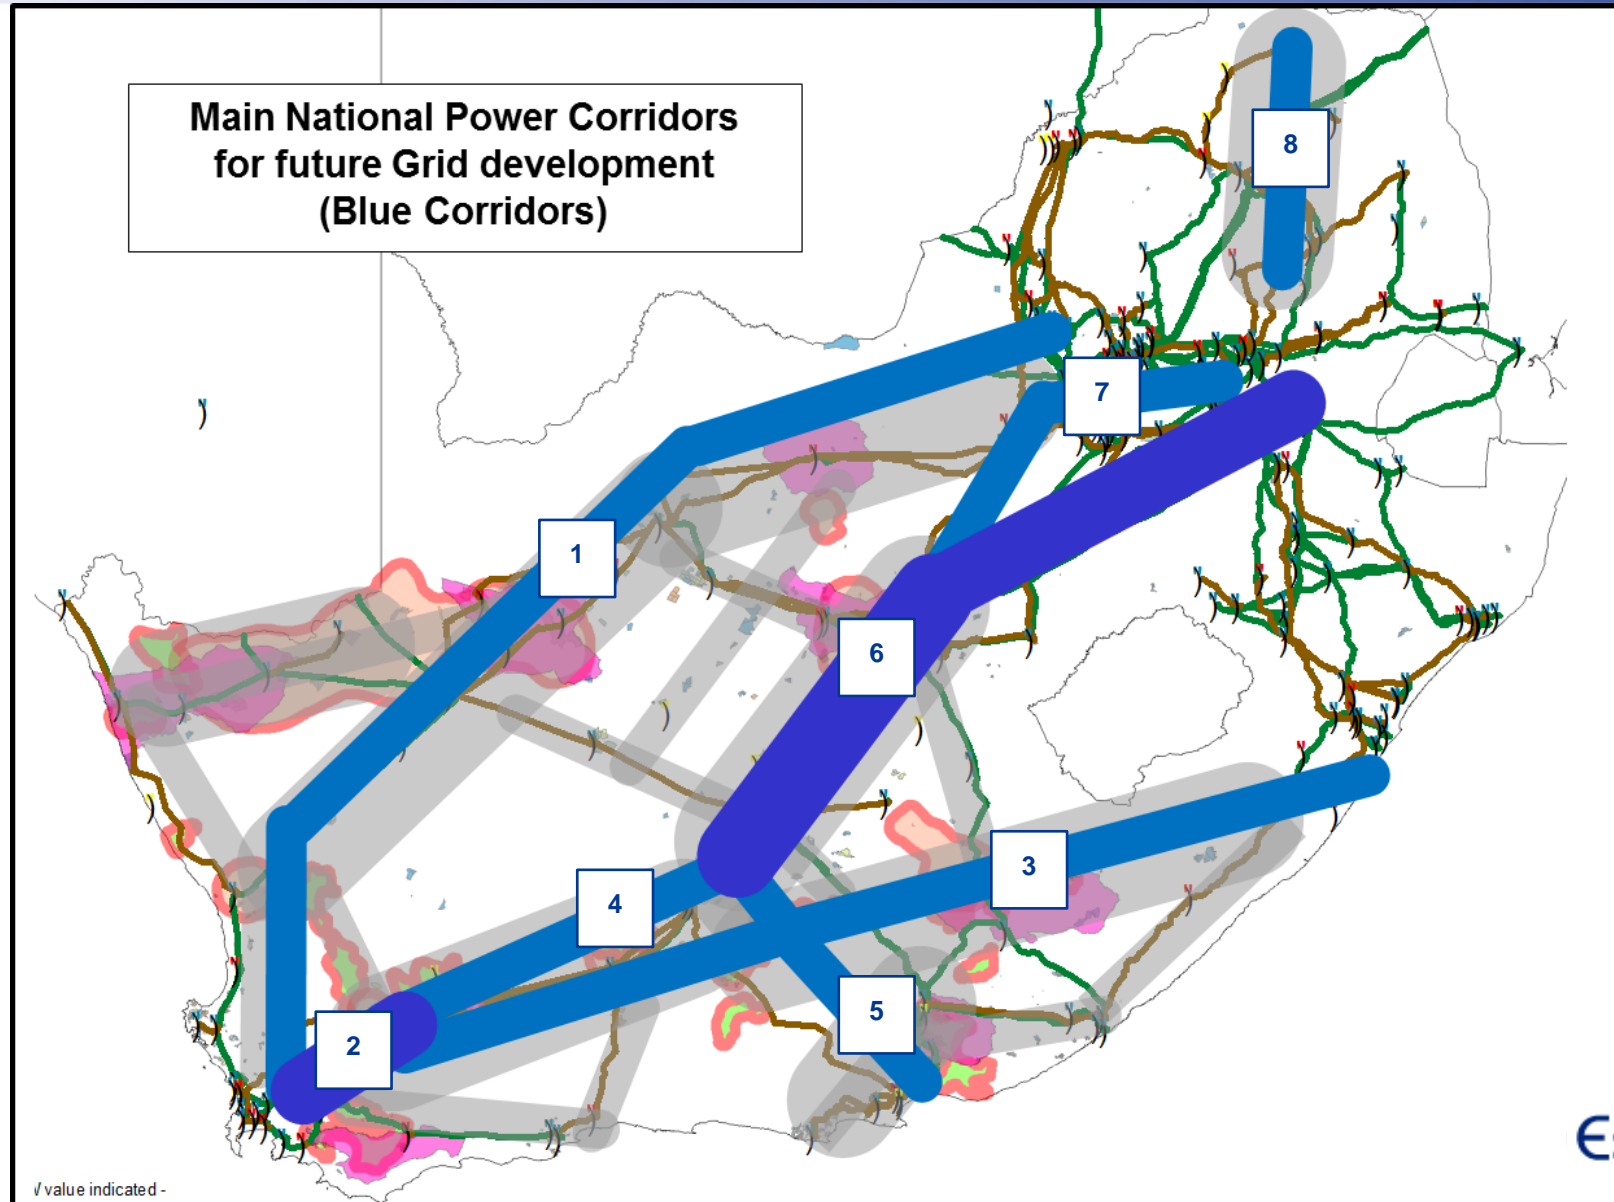 Main National Power Corridors
for future Grid development
(Blue Corridors)
8
7
1
6
3
4
5
2
value indicated -